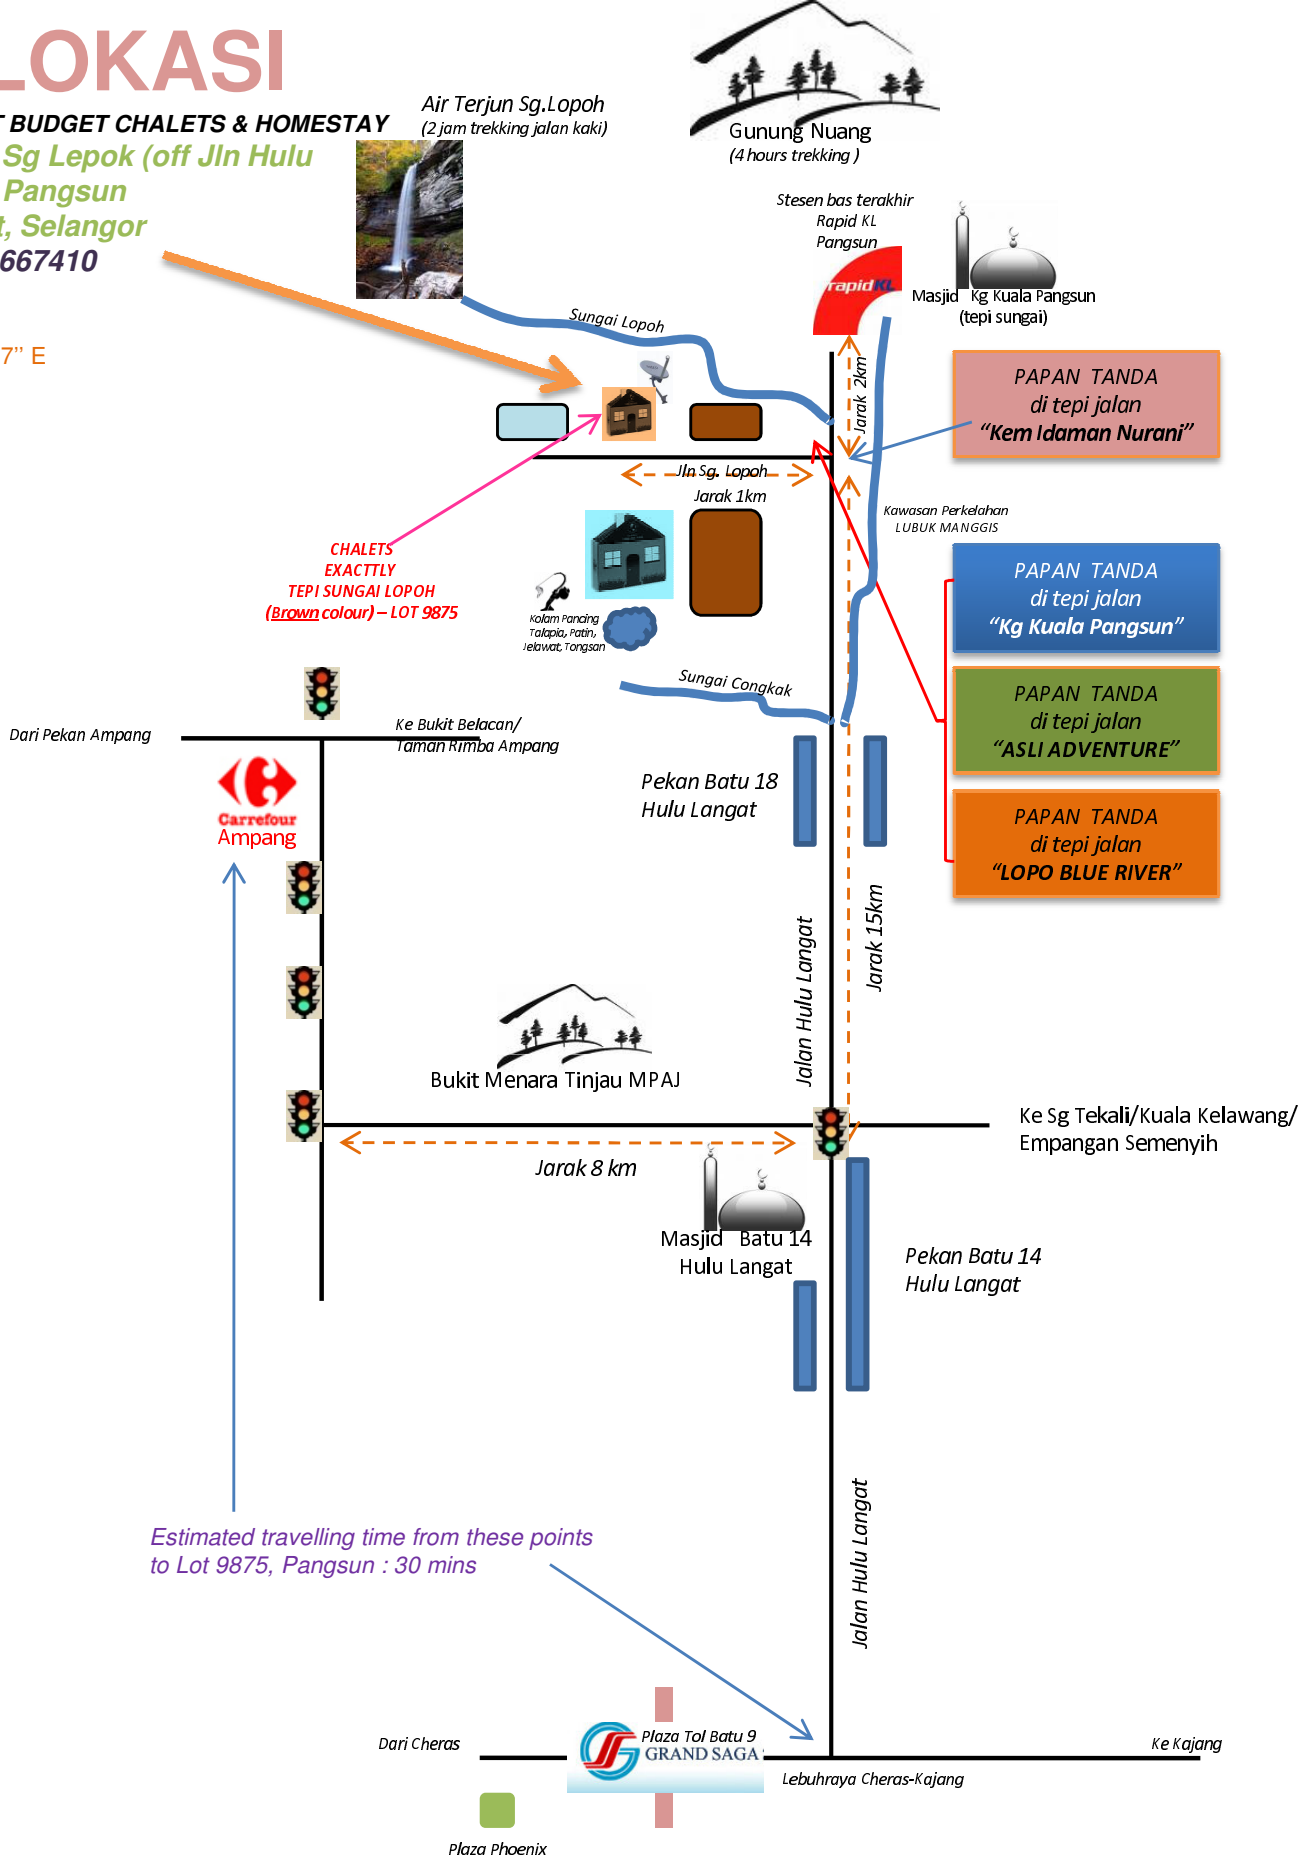 LOKASI
BUDGET CHALETS & HOMESTAY
Sg Lepok (off Jln Hulu
Pangsun
t, Selangor
667410
7’’ E
Air Terjun Sg.Lopoh
(2 jam trekking jalan kaki)
Gunung Nuang
(4 hours trekking )
Stesen bas terakhir
Rapid KL
Pangsun
rapidKL
Masjid Kg Kuala Pangsun
(tepi sungai)
Sungai Lopoh
Jarak 2km
PAPAN TANDA
di tepi jalan
“Kem Idaman Nurani”
Jln Sg. Lopoh
Jarak 1km
Kawasan Perkelahan
LUBUK MANGGIS
CHALETS
EXACTTLY
TEPI SUNGAI LOPOH
(Brown colour) – LOT 9875
Kolam Pancing
Talapia, Patin,
Jelawat, Tongsan
PAPAN TANDA
di tepi jalan
“Kg Kuala Pangsun”
Sungai Congkak
PAPAN TANDA
di tepi jalan
“ASLI ADVENTURE”
Dari Pekan Ampang
Ke Bukit Belacan/
Taman Rimba Ampang
Carrefour
Ampang
Pekan Batu 18
Hulu Langat
PAPAN TANDA
di tepi jalan
“LOPO BLUE RIVER”
Jalan Hulu Langat
Jarak 15km
Bukit Menara Tinjau MPAJ
Ke Sg Tekali/Kuala Kelawang/
Empangan Semenyih
Jarak 8 km
Masjid Batu 14
Hulu Langat
Pekan Batu 14
Hulu Langat
Jalan Hulu Langat
Estimated travelling time from these points
to Lot 9875, Pangsun : 30 mins
Dari Cheras
Plaza Tol Batu 9
GRAND SAGA
Ke Kajang
Lebuhraya Cheras-Kajang
Plaza Phoenix